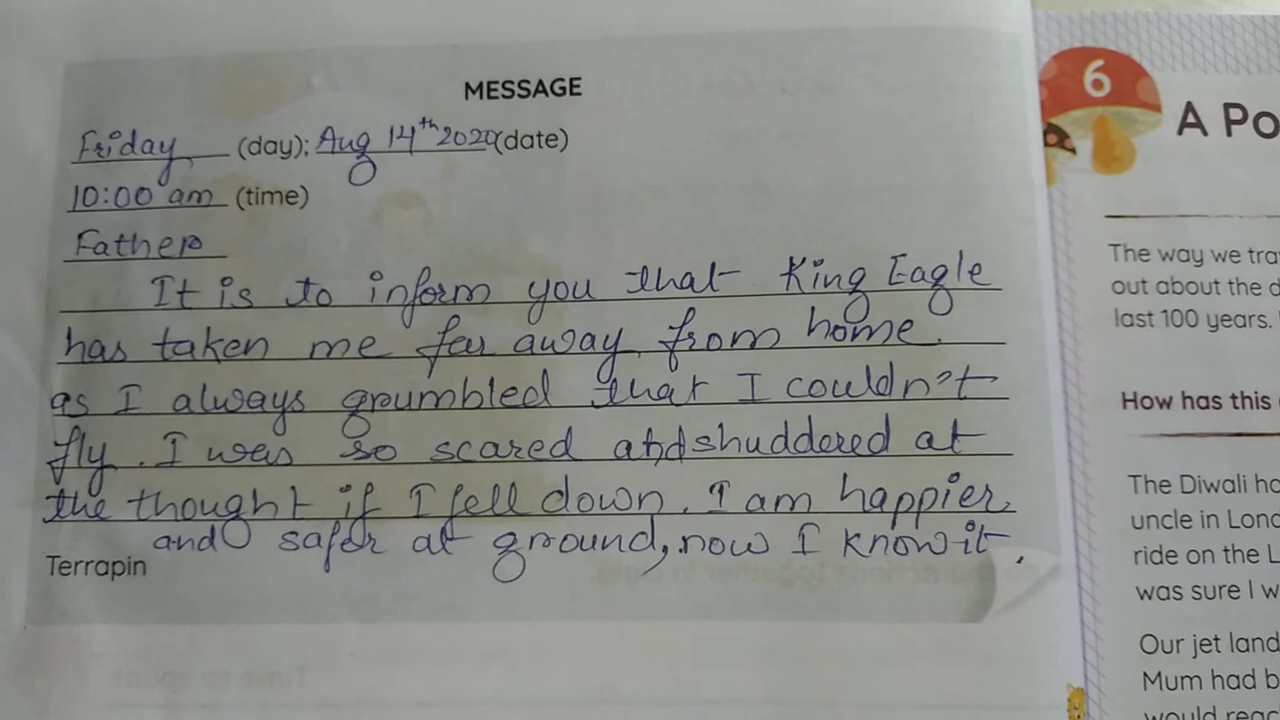 MESSAGE
Friday (day); Aug 14th 2020 (date)
10:00 am (time)
Father
It is to inform you that King Eagle
has taken me far away from home.
as I always grumbled that I couldn't
fly. I was so scared and shuddered at
the thought if I fell down. I am happier,
and safer at ground, now I know it.
Terrapin
6
A Po
The way we tra
out about the d
last 100 years.
How has this
The Diwali ho
uncle in Lond
ride on the L
was sure I w
Our jet land
Mum had b
would reac